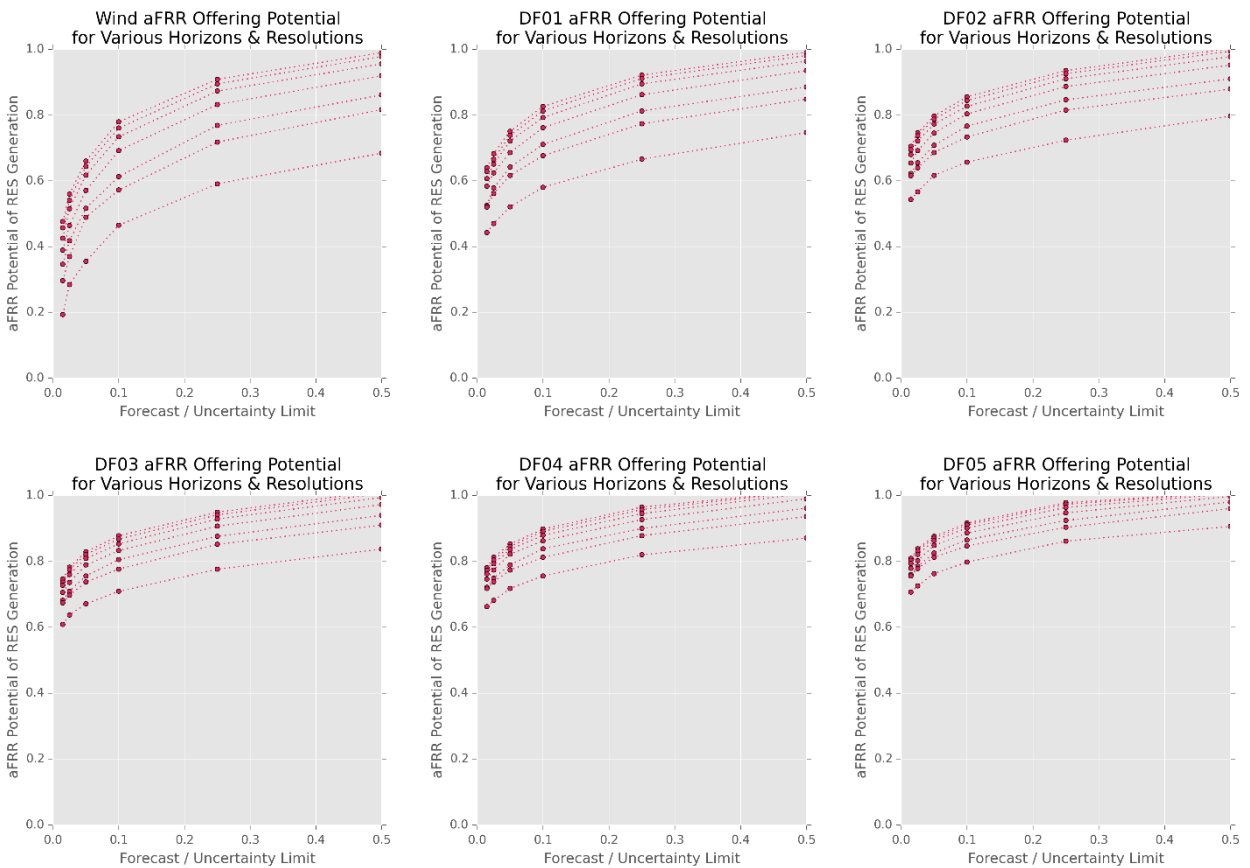 Wind aFRR Offering Potential
for Various Horizons & Resolutions
1.0
0.8
0.6
0.4
0.2
0.0
aFRR Potential of RES Generation
0.0 0.1 0.2 0.3 0.4 0.5
Forecast / Uncertainty Limit
DF01 aFRR Offering Potential
for Various Horizons & Resolutions
1.0
0.8
0.6
0.4
0.2
0.0
aFRR Potential of RES Generation
0.0 0.1 0.2 0.3 0.4 0.5
Forecast / Uncertainty Limit
DF02 aFRR Offering Potential
for Various Horizons & Resolutions
1.0
0.8
0.6
0.4
0.2
0.0
aFRR Potential of RES Generation
0.0 0.1 0.2 0.3 0.4 0.5
Forecast / Uncertainty Limit
DF03 aFRR Offering Potential
for Various Horizons & Resolutions
1.0
0.8
0.6
0.4
0.2
0.0
aFRR Potential of RES Generation
0.0 0.1 0.2 0.3 0.4 0.5
Forecast / Uncertainty Limit
DF04 aFRR Offering Potential
for Various Horizons & Resolutions
1.0
0.8
0.6
0.4
0.2
0.0
aFRR Potential of RES Generation
0.0 0.1 0.2 0.3 0.4 0.5
Forecast / Uncertainty Limit
DF05 aFRR Offering Potential
for Various Horizons & Resolutions
1.0
0.8
0.6
0.4
0.2
0.0
aFRR Potential of RES Generation
0.0 0.1 0.2 0.3 0.4 0.5
Forecast / Uncertainty Limit